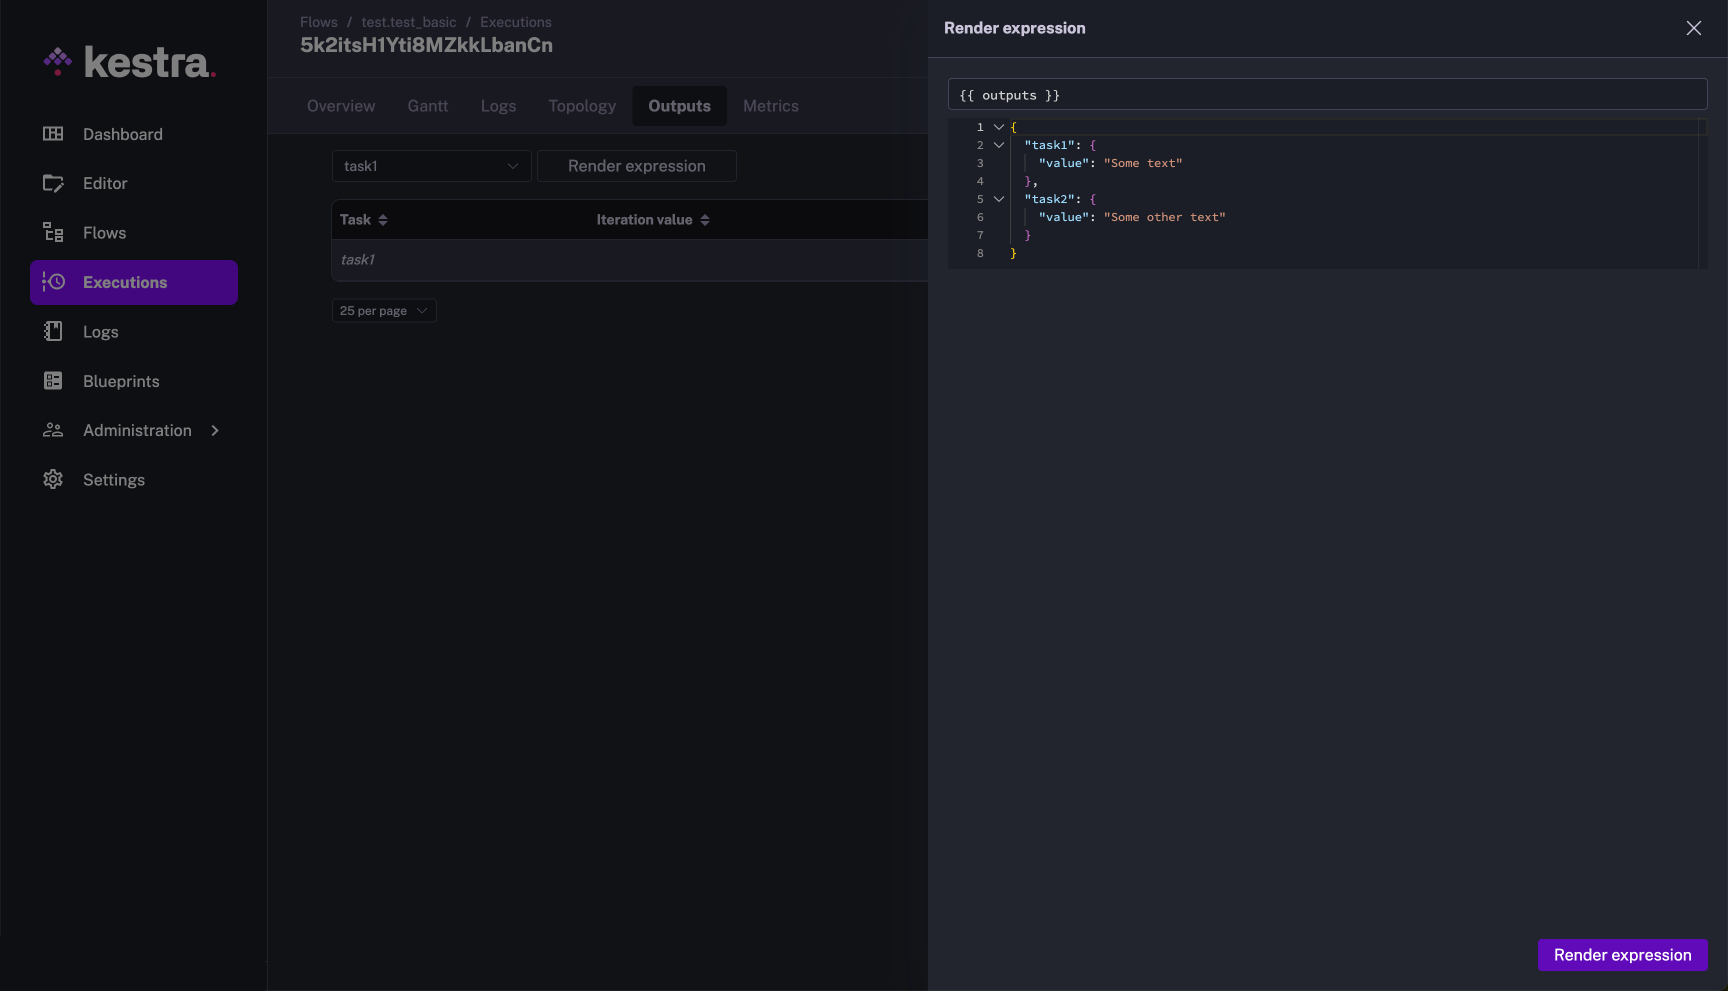 kestra.
Dashboard
Editor
Flows
Executions
Logs
Blueprints
Administration
Settings
Flows / test.test_basic / Executions
5k2itsH1Yti8MZkkLbanCn
Overview Gantt Logs Topology Outputs Metrics
task1 Render expression
Task Iteration value
task1
25 per page
Render expression
{{ outputs }}
1 {
2 "task1": {
3 "value": "Some text"
4 },
5 "task2": {
6 "value": "Some other text"
7 }
8 }
Render expression